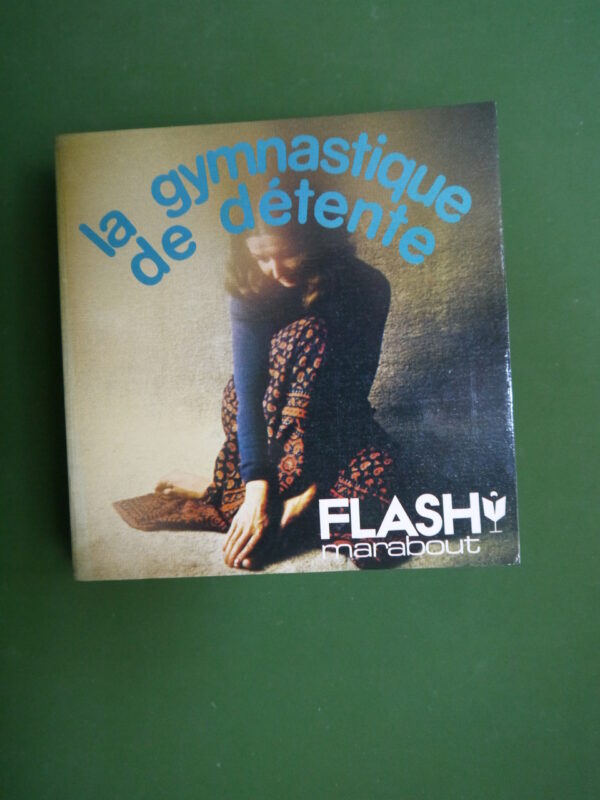 la gymnastique
de détente
FLASH
marabout